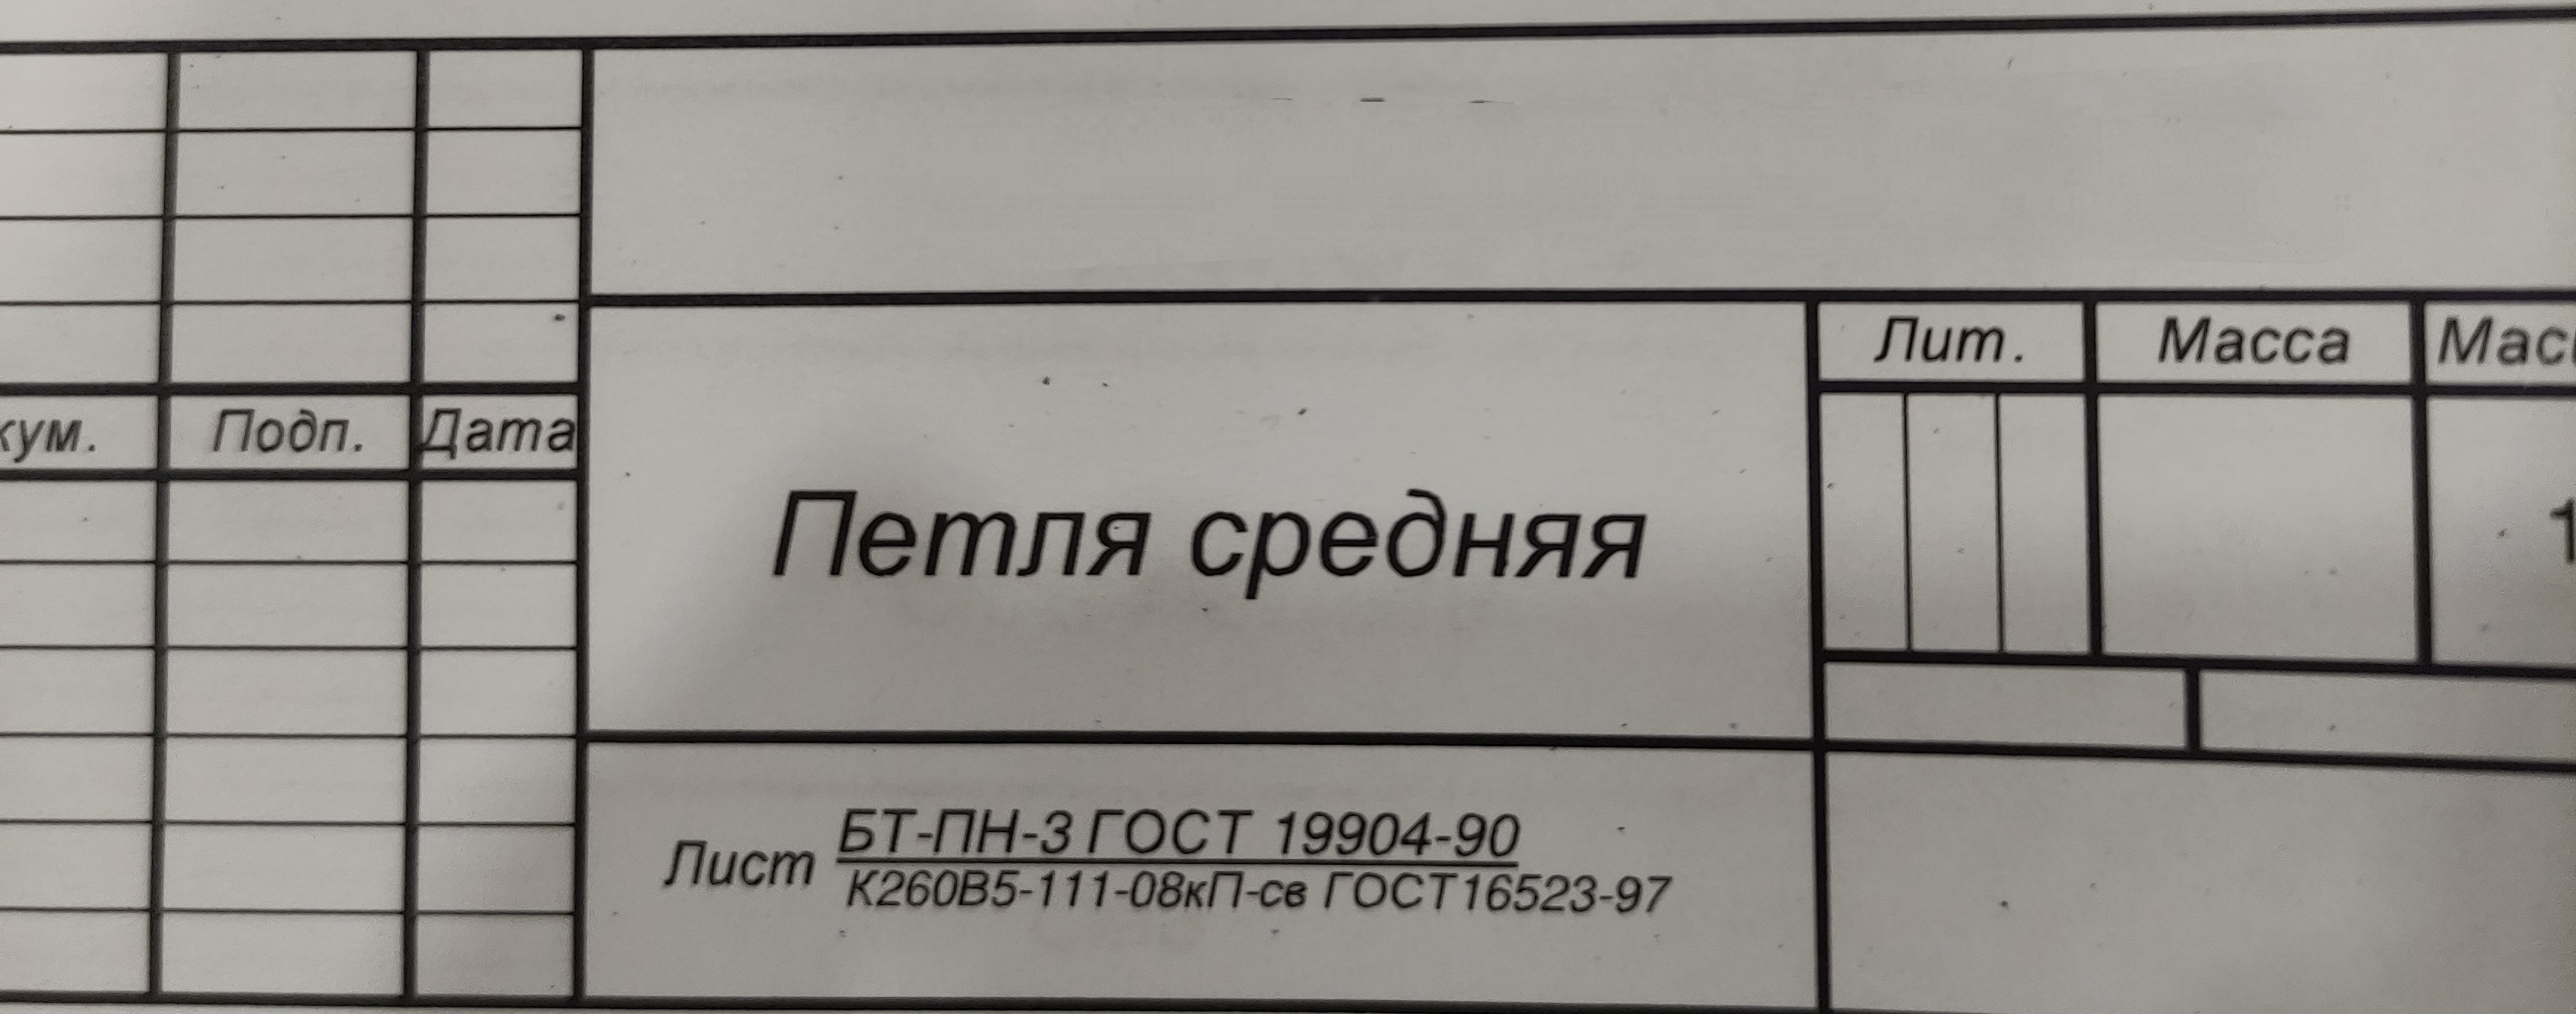 Лит.
Масса
кум.
Подп.
Дата
Петля средняя
Лист
БТ-ПН-3 ГОСТ 19904-90
К260В5-111-08кП-св ГОСТ16523-97